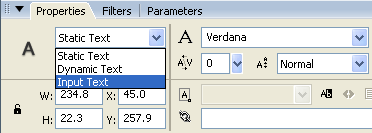 Properties Filters Parameters
A Static Text A Verdana
Static Text
Dynamic Text
Input Text
A V 0 A Normal
W: 234.8 X: 45.0 A AB
H: 22.3 Y: 257.9